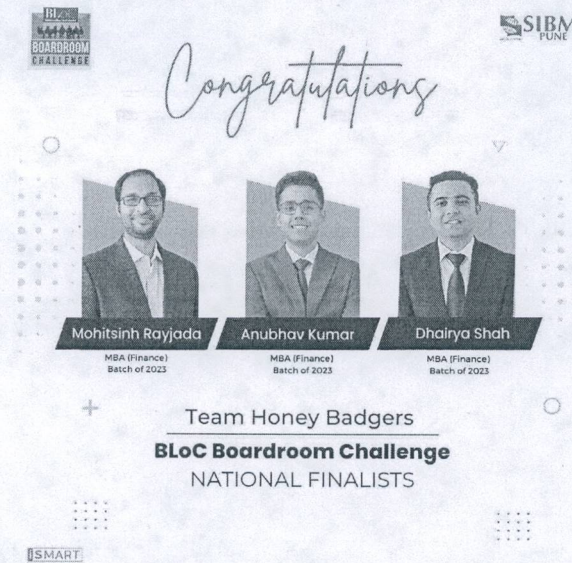 BLoC
BOARDROOM
CHALLENGE
SIBM
PUNE
Congratulations
Mohitsinh Rayjada
MBA (Finance)
Batch of 2023
Anubhav Kumar
MBA (Finance)
Batch of 2023
Dhairya Shah
MBA (Finance)
Batch of 2023
Team Honey Badgers
BLoC Boardroom Challenge
NATIONAL FINALISTS
SMART